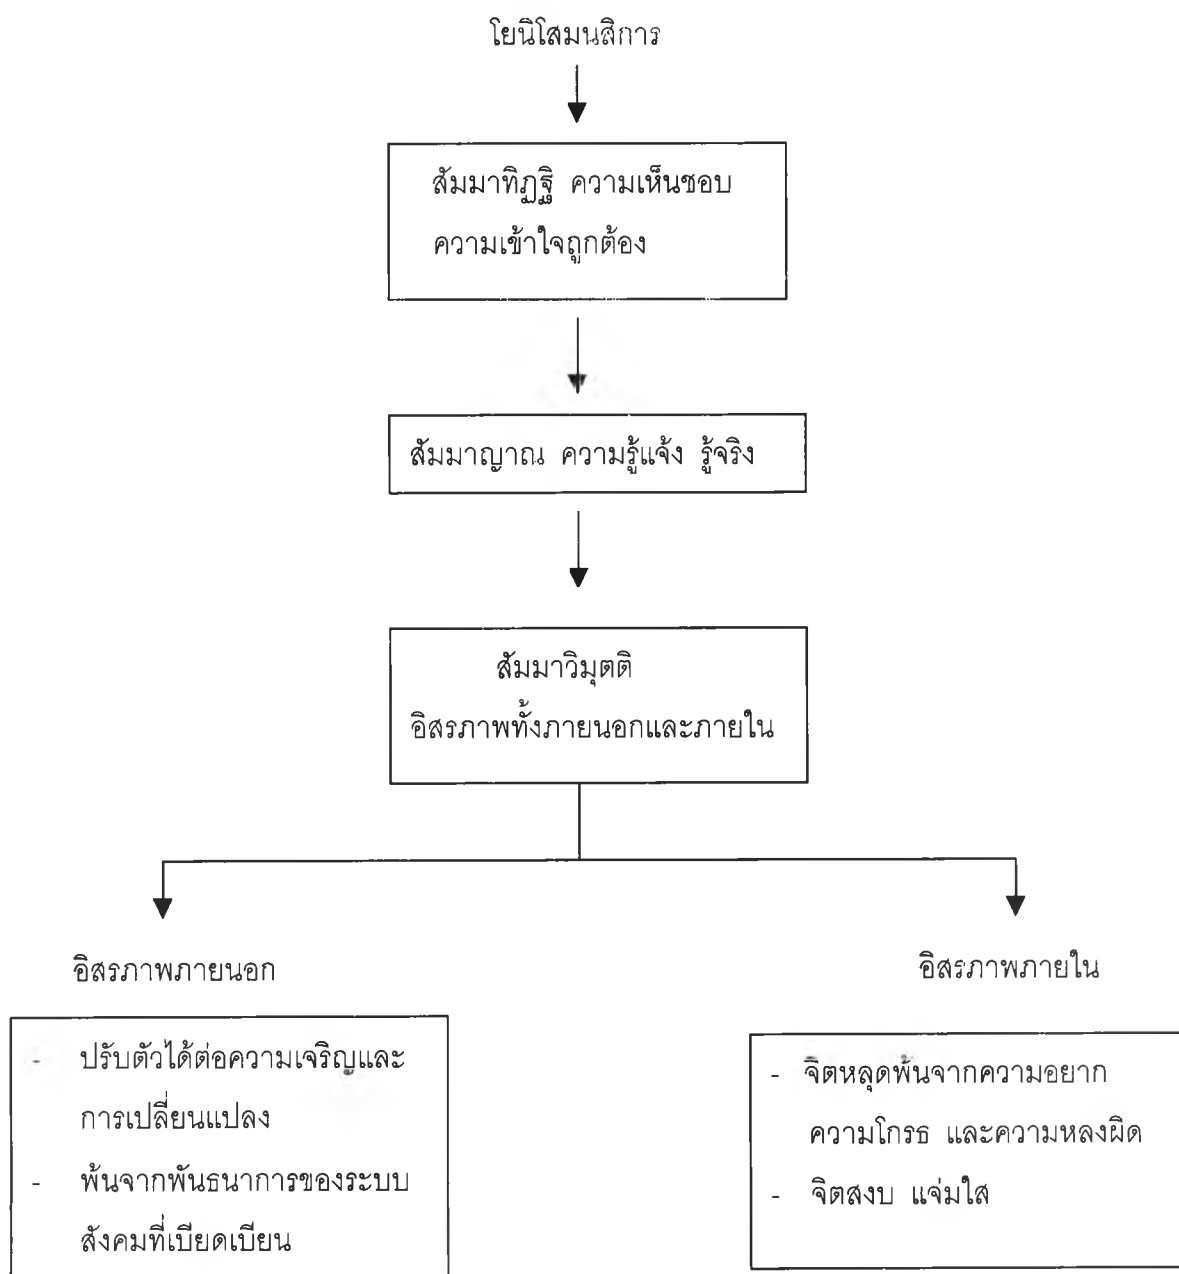 โยนิโสมนสิการ
สัมมาทิฏฐิ ความเห็นชอบ
ความเข้าใจถูกต้อง
สัมมาญาณ ความรู้แจ้ง รู้จริง
สัมมาวิมุตติ
อิสรภาพทั้งภายนอกและภายใน
อิสรภาพภายนอก
- ปรับตัวได้ต่อความเจริญและ
การเปลี่ยนแปลง
- พ้นจากพันธนาการของระบบ
สังคมที่เบียดเบียน
อิสรภาพภายใน
- จิตหลุดพ้นจากความอยาก
ความโกรธ และความหลงผิด
- จิตสงบ แจ่มใส